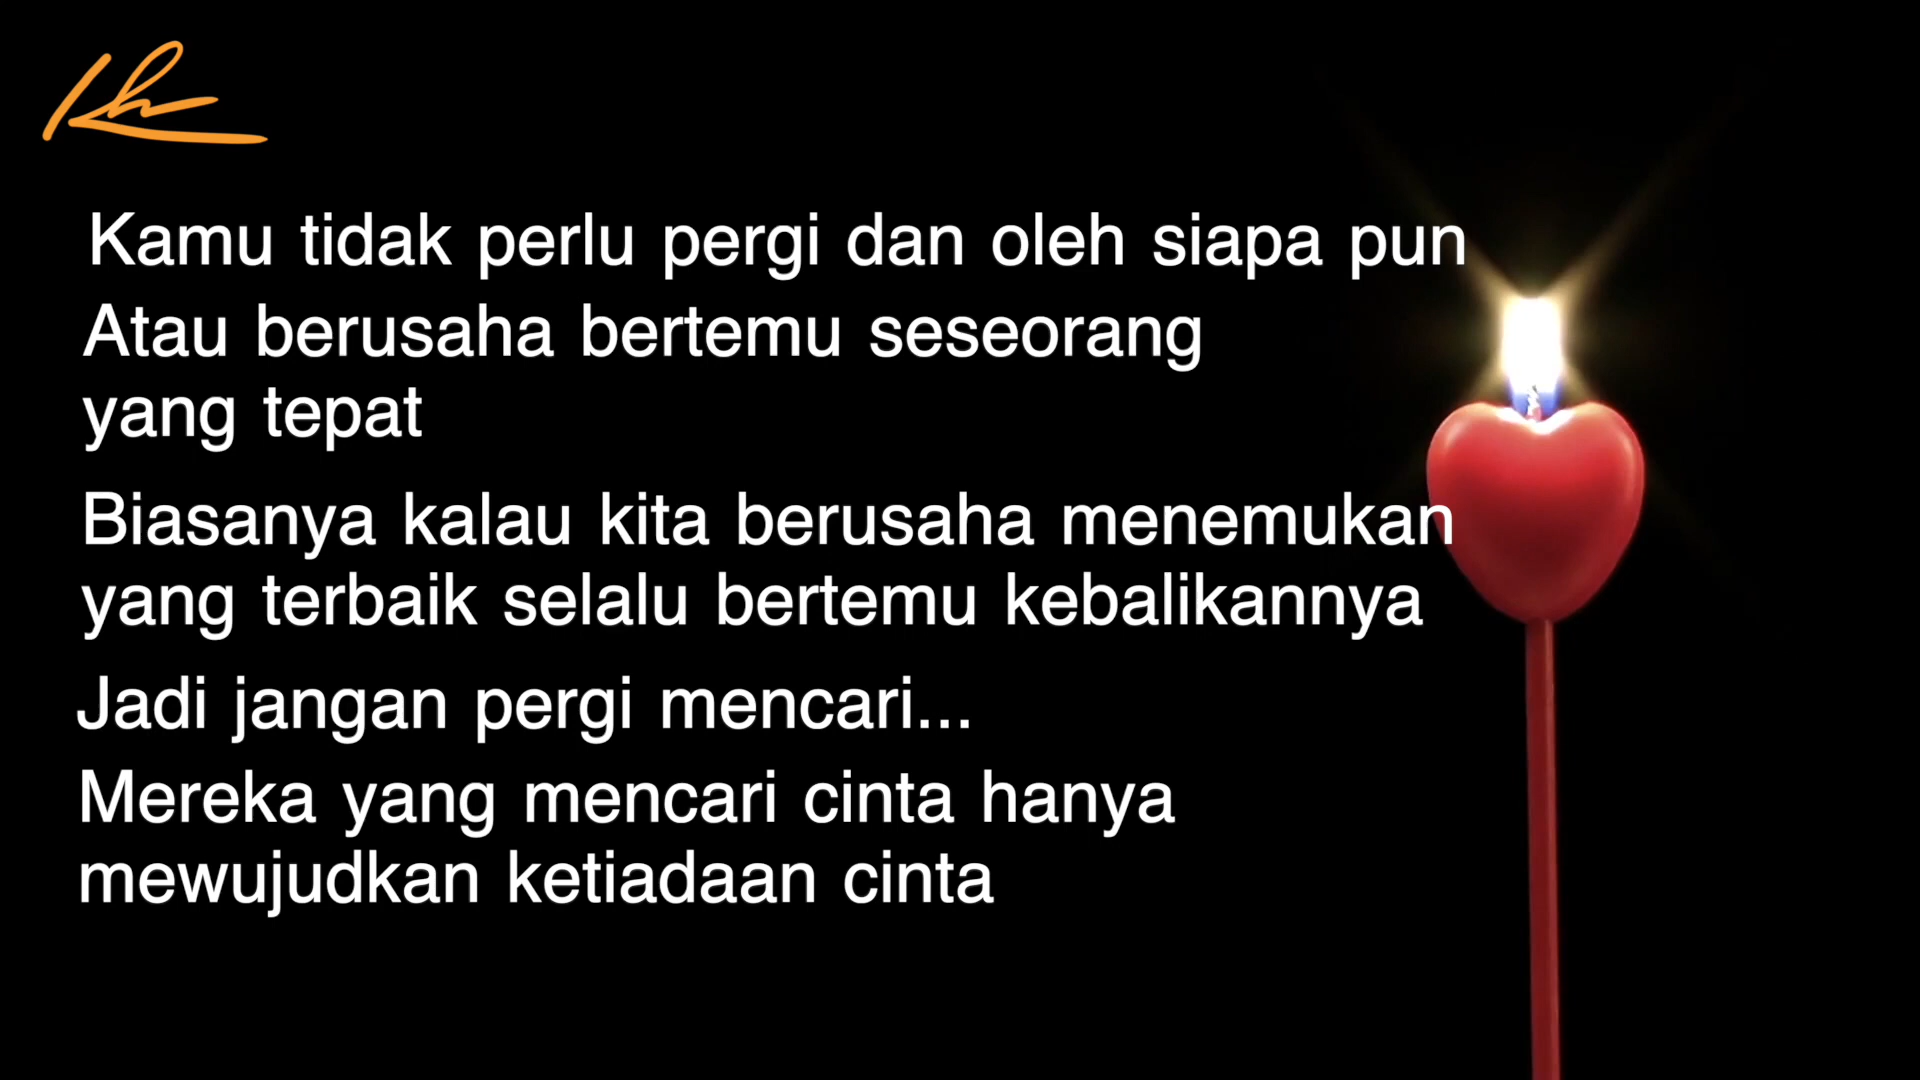 Kamu tidak perlu pergi dan oleh siapa pun
Atau berusaha bertemu seseorang
yang tepat
Biasanya kalau kita berusaha menemukan
yang terbaik selalu bertemu kebalikannya
Jadi jangan pergi mencari...
Mereka yang mencari cinta hanya
mewujudkan ketiadaan cinta